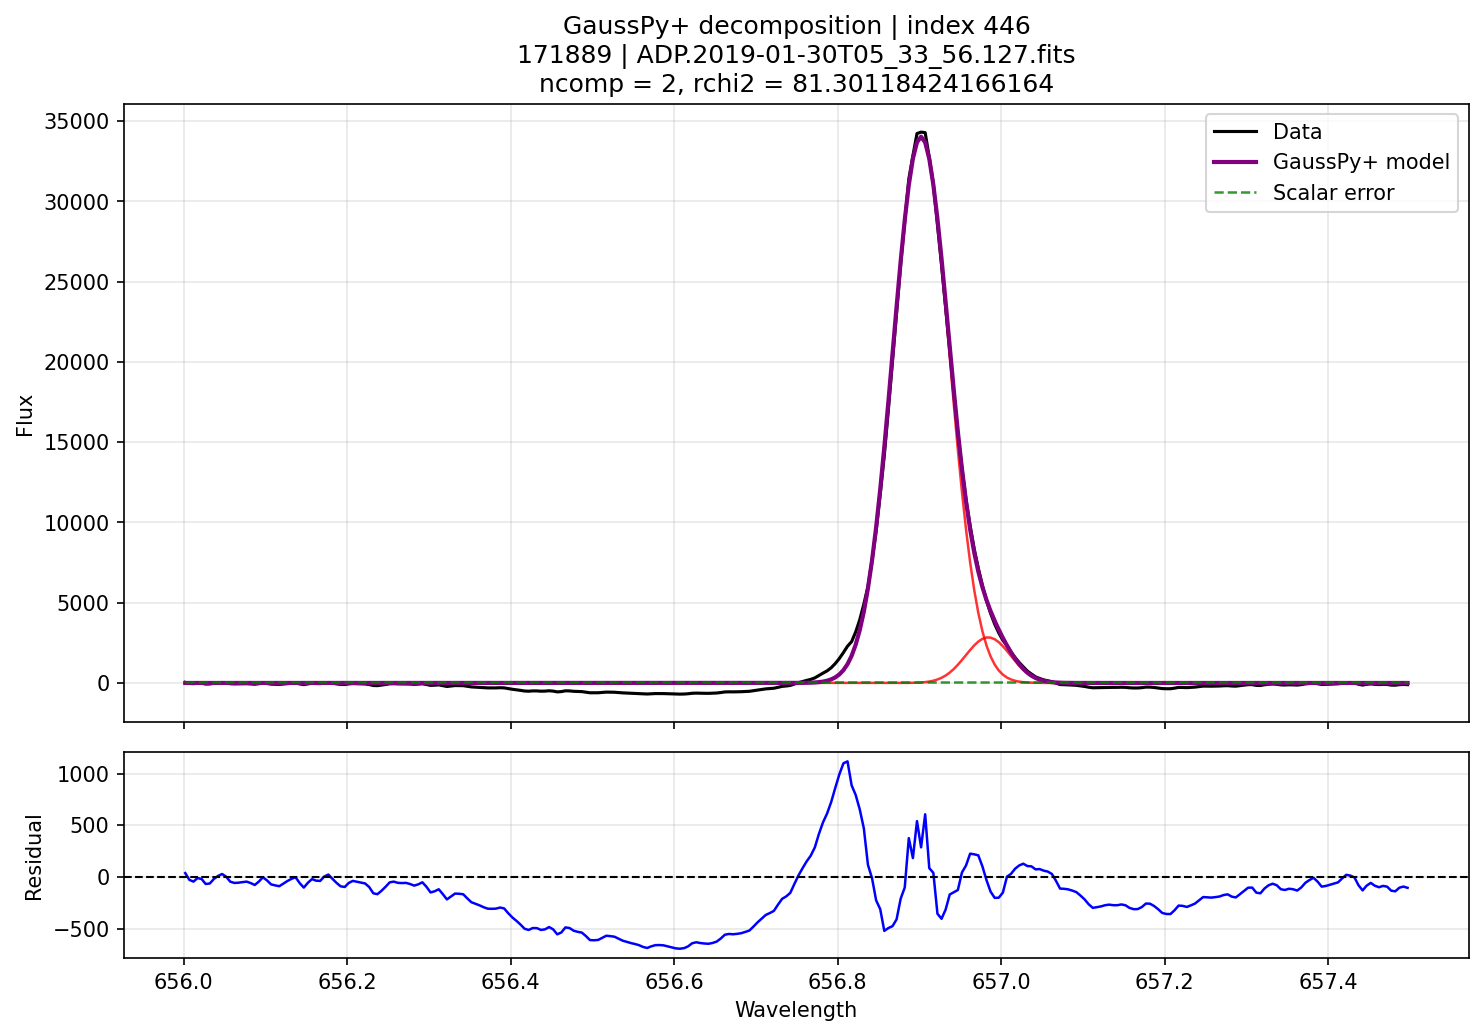 GaussPy+ decomposition | index 446
171889 | ADP.2019-01-30T05_33_56.127.fits
ncomp = 2, rchi2 = 81.30118424166164
35000
30000
25000
20000
15000
10000
5000
0
Flux
Data
GaussPy+ model
Scalar error
1000
500
0
−500
Residual
656.0
656.2
656.4
656.6
656.8
657.0
657.2
657.4
Wavelength